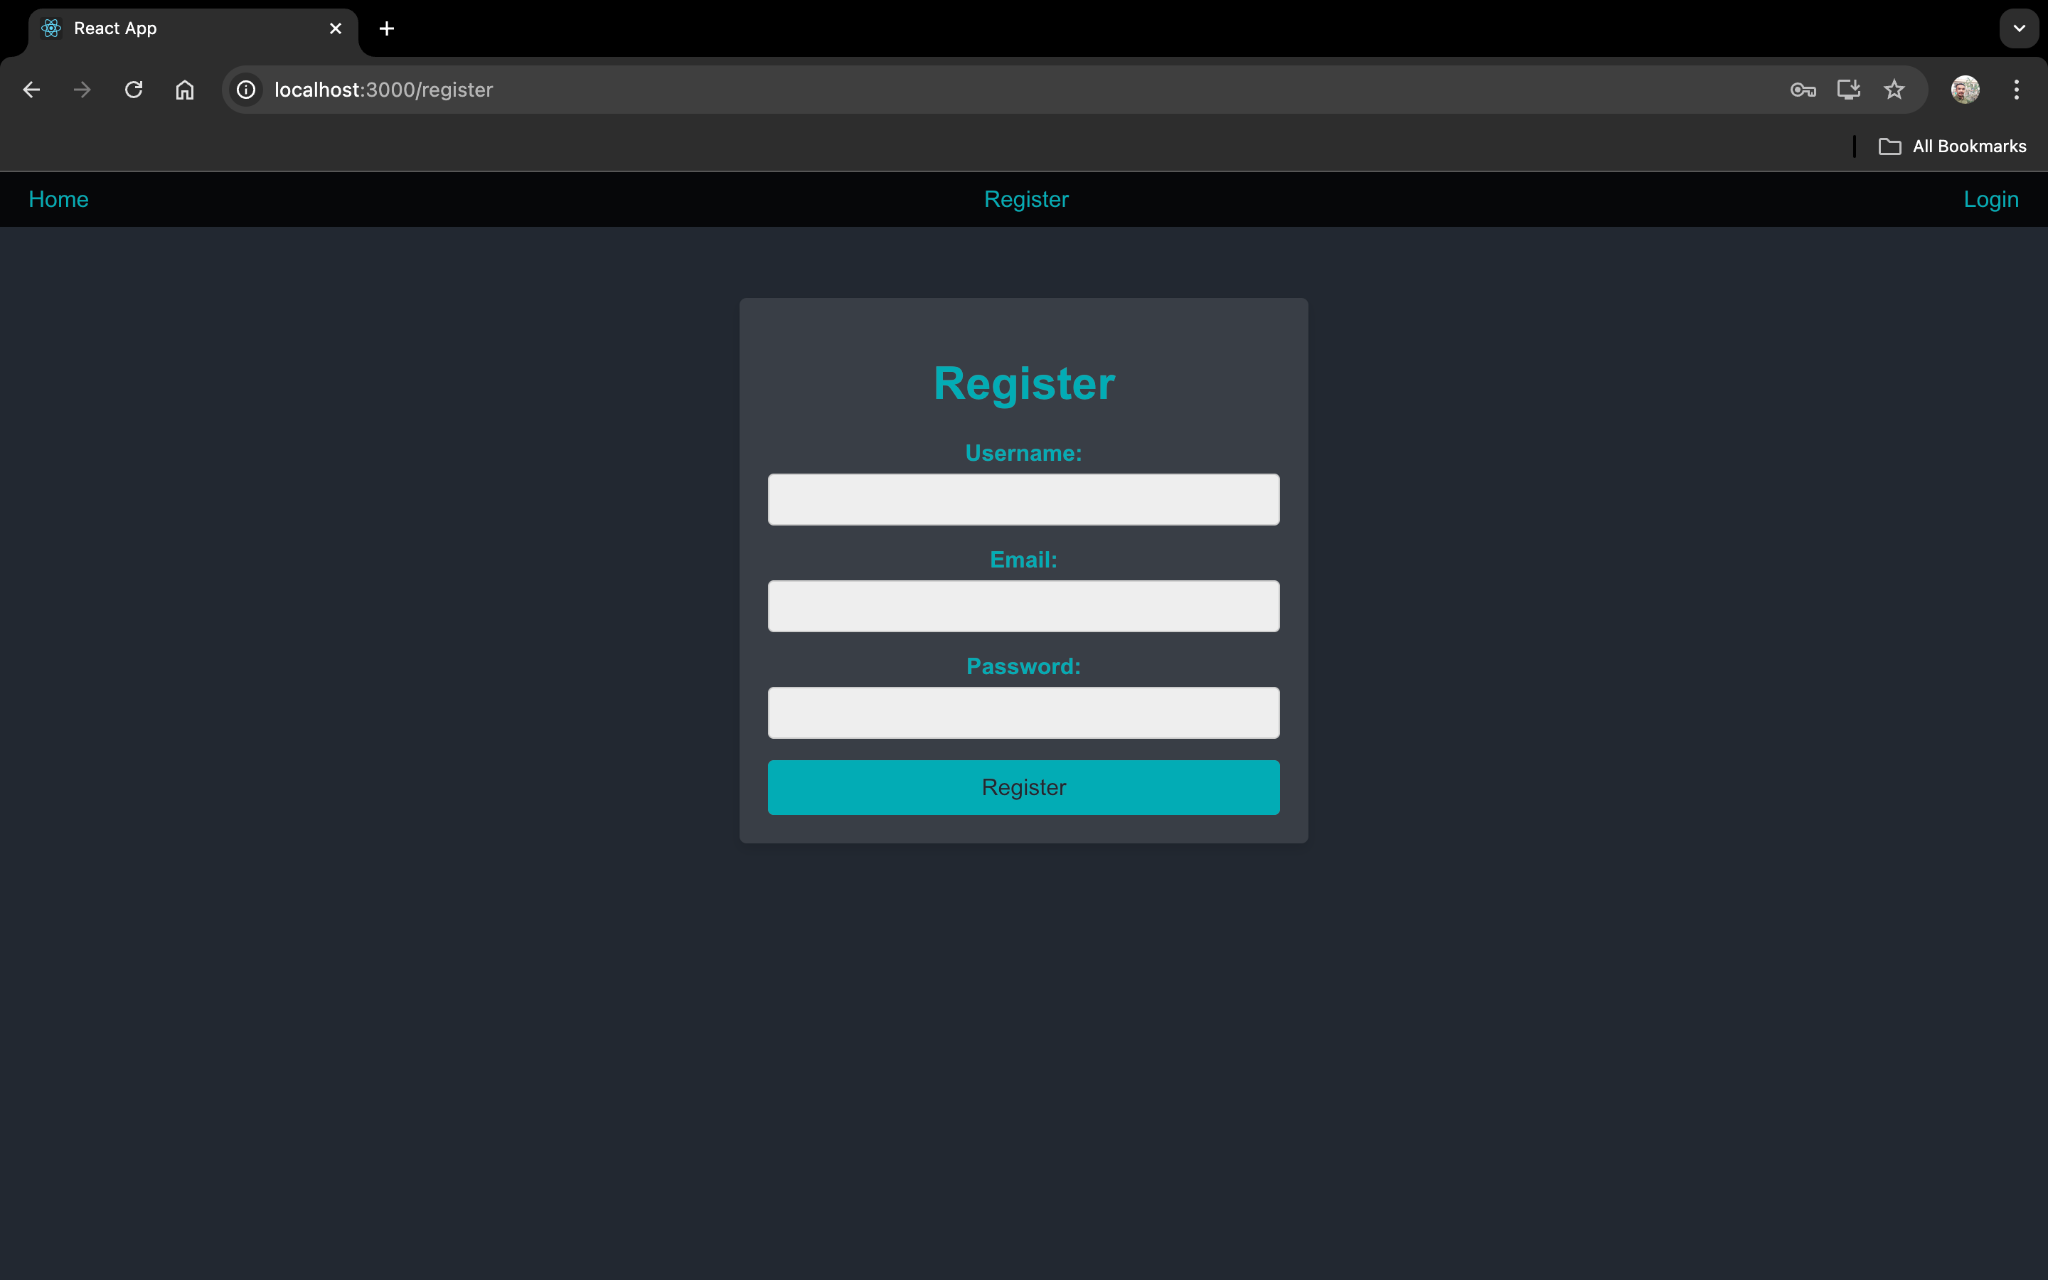 React App
localhost:3000/register
All Bookmarks
Home Register Login
Register
Username:
Email:
Password:
Register